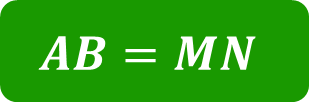 AB = MN